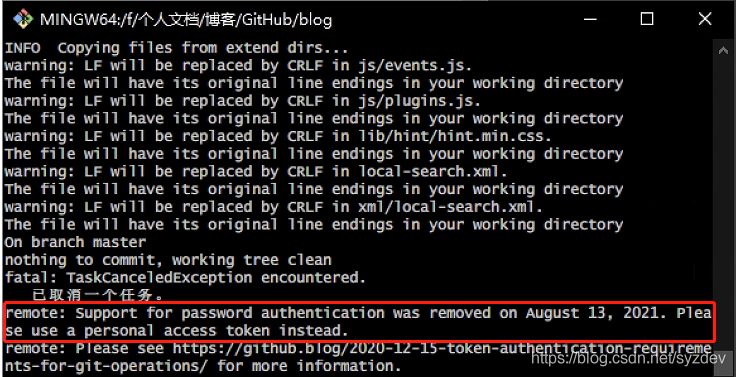 MINGW64:/f/个人文档/博客/GitHub/blog
INFO  Copying files from extend dirs...
warning: LF will be replaced by CRLF in js/events.js.
The file will have its original line endings in your working directory
warning: LF will be replaced by CRLF in js/plugins.js.
The file will have its original line endings in your working directory
warning: LF will be replaced by CRLF in lib/hint/hint.min.css.
The file will have its original line endings in your working directory
warning: LF will be replaced by CRLF in local-search.xml.
The file will have its original line endings in your working directory
warning: LF will be replaced by CRLF in xml/local-search.xml.
The file will have its original line endings in your working directory
On branch master
nothing to commit, working tree clean
fatal: TaskCanceledException encountered.
   已取消一个任务。
remote: Support for password authentication was removed on August 13, 2021. Plea
se use a personal access token instead.
remote: Please see https://github.blog/2020-12-15-token-authentication-requireme
nts-for-git-operations/ for more information.
https://blog.csdn.net/syzdev